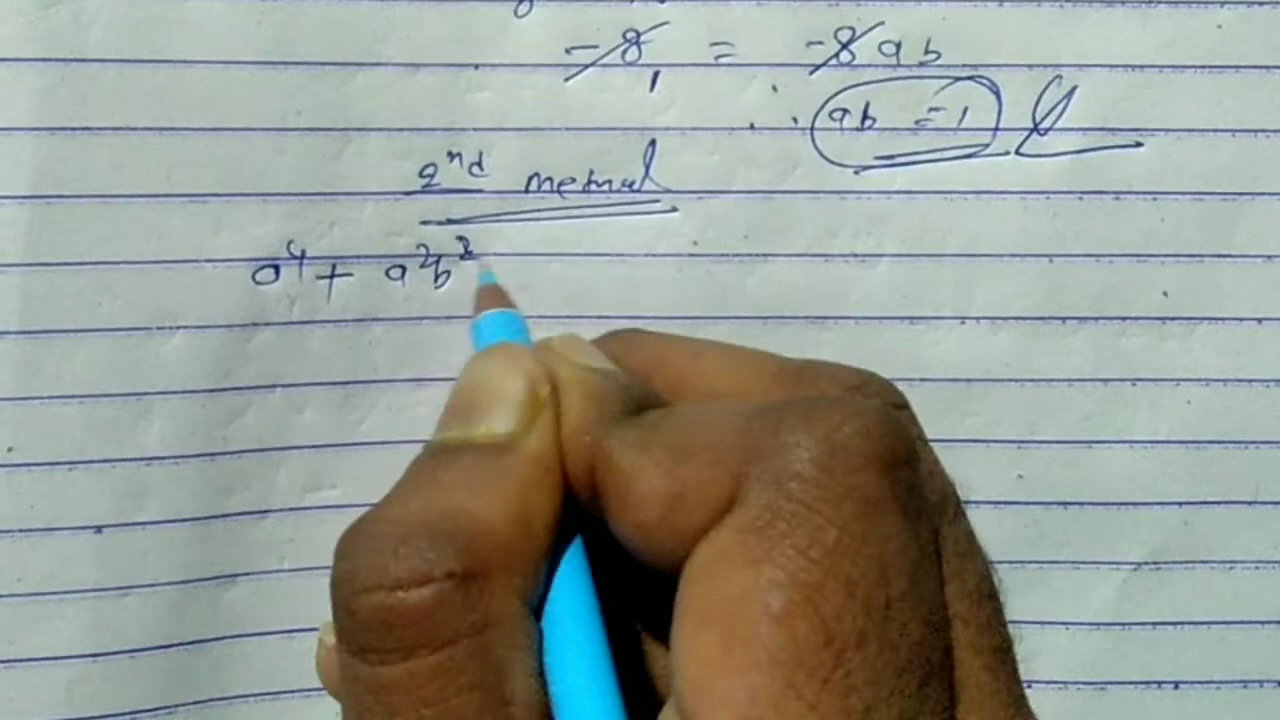 -8 = -8ab
1
∴ ab = 1
2nd method
a⁴ + a²b²